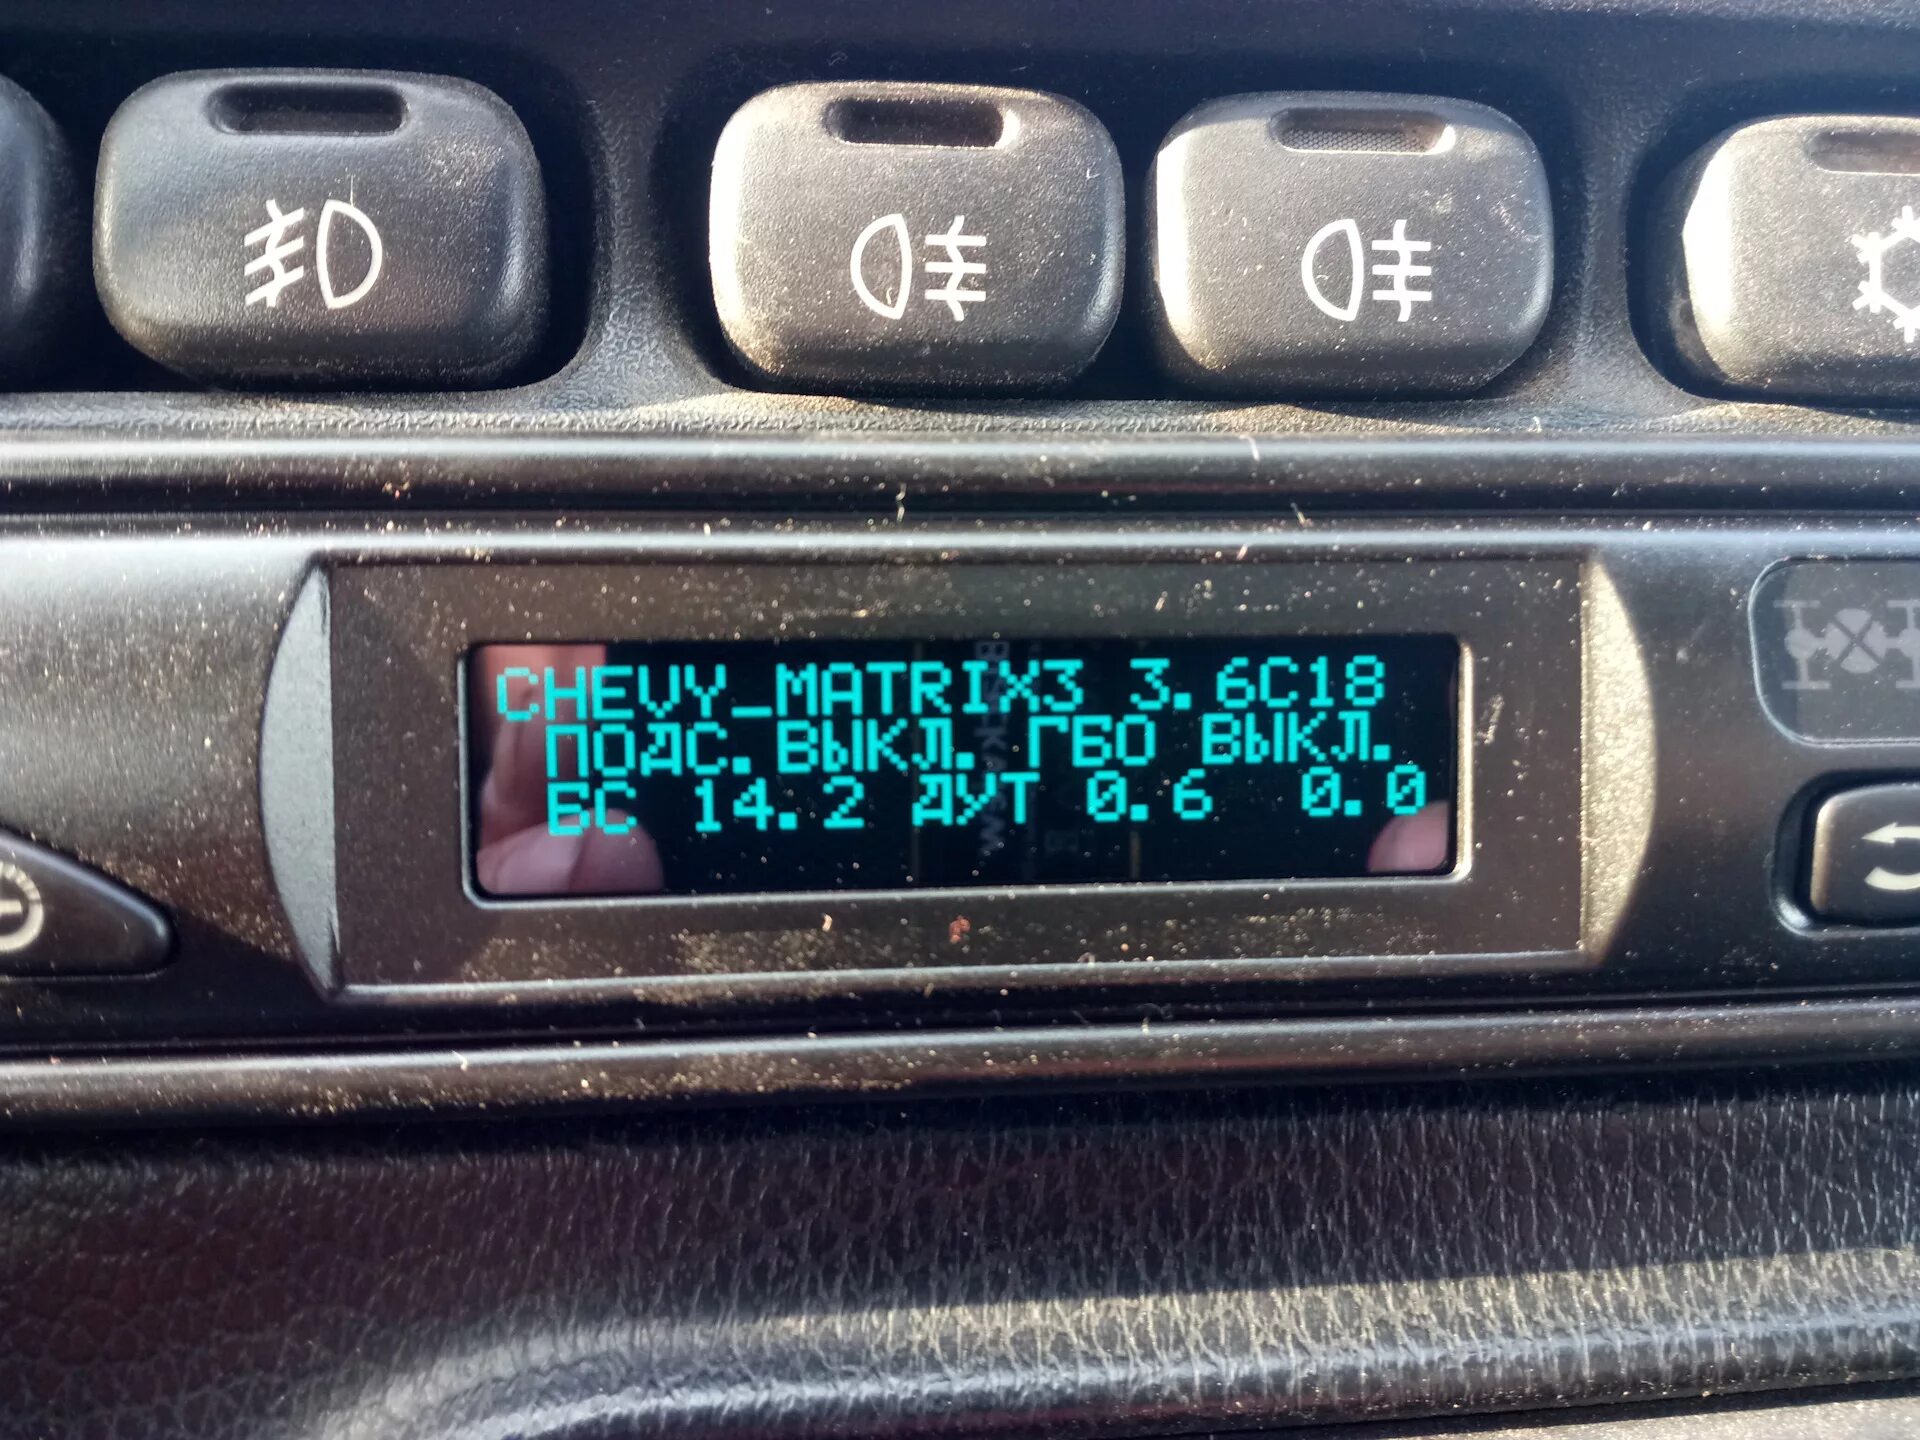 CHEVY_MATRIX3 3.6C18
ПОДС.ВЫКЛ. ГБО ВЫКЛ.
БС 14.2 ДУТ 0.6 0.0